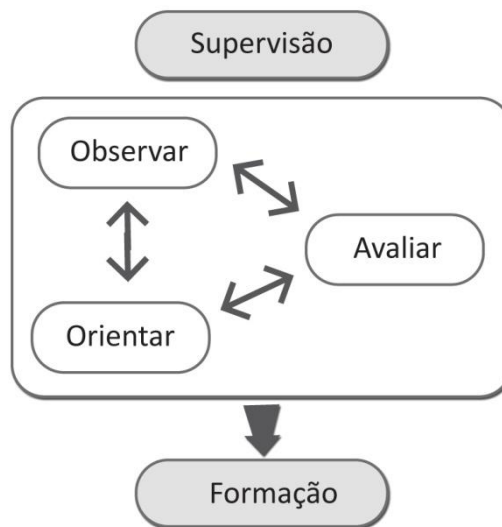 Supervisão
Observar
Avaliar
Orientar
Formação